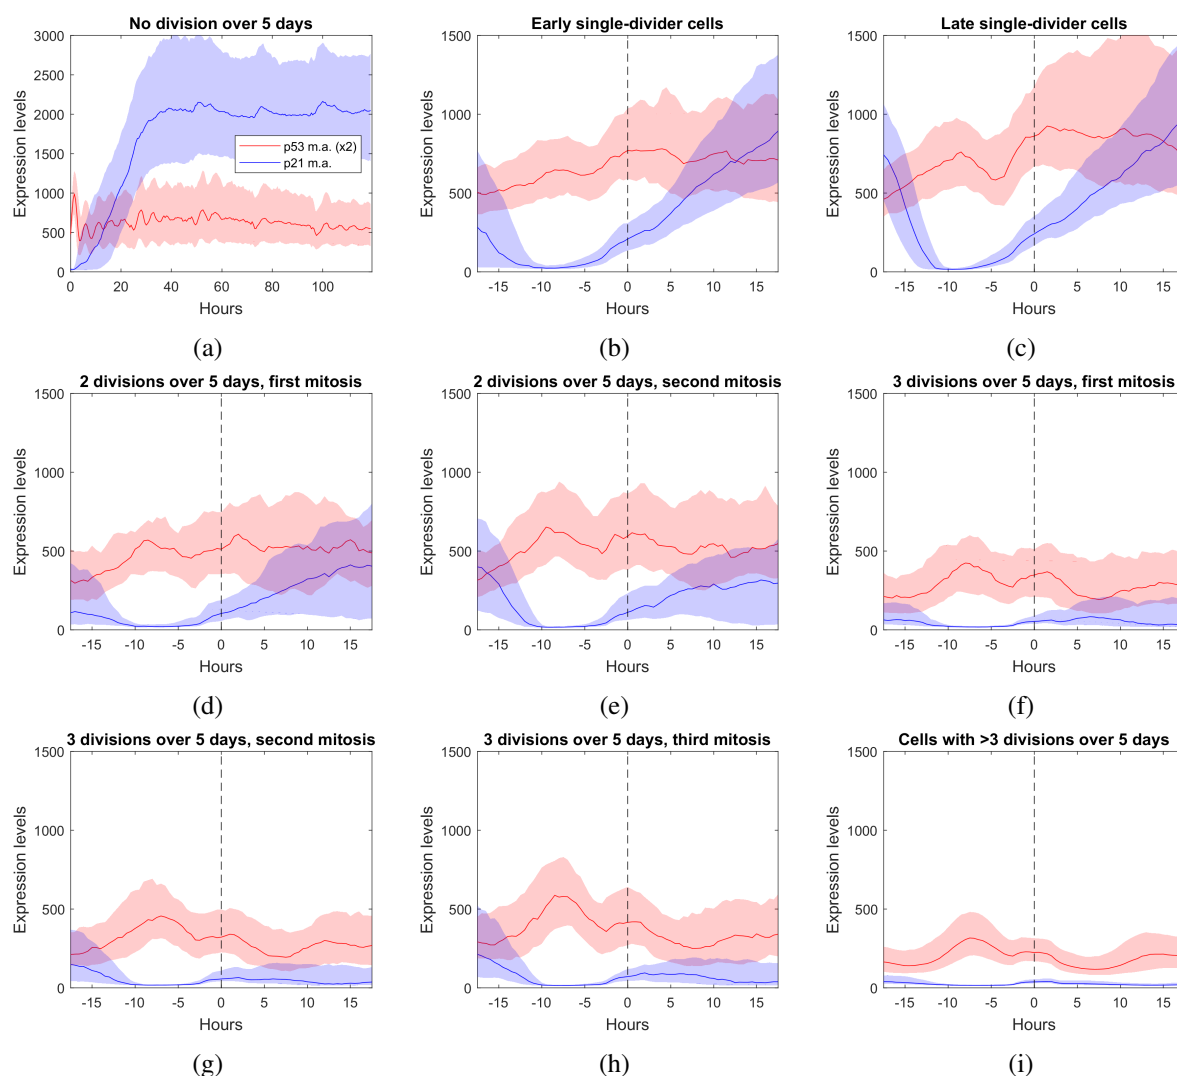 No division over 5 days
Expression levels
3000
2500
2000
1500
1000
500
0
p53 m.a. (x2)
p21 m.a.
0 20 40 60 80 100
Hours
(a)
Early single-divider cells
Expression levels
1500
1000
500
0
-15 -10 -5 0 5 10 15
Hours
(b)
Late single-divider cells
Expression levels
1500
1000
500
0
-15 -10 -5 0 5 10 15
Hours
(c)
2 divisions over 5 days, first mitosis
Expression levels
1500
1000
500
0
-15 -10 -5 0 5 10 15
Hours
(d)
2 divisions over 5 days, second mitosis
Expression levels
1500
1000
500
0
-15 -10 -5 0 5 10 15
Hours
(e)
3 divisions over 5 days, first mitosis
Expression levels
1500
1000
500
0
-15 -10 -5 0 5 10 15
Hours
(f)
3 divisions over 5 days, second mitosis
Expression levels
1500
1000
500
0
-15 -10 -5 0 5 10 15
Hours
(g)
3 divisions over 5 days, third mitosis
Expression levels
1500
1000
500
0
-15 -10 -5 0 5 10 15
Hours
(h)
Cells with >3 divisions over 5 days
Expression levels
1500
1000
500
0
-15 -10 -5 0 5 10 15
Hours
(i)